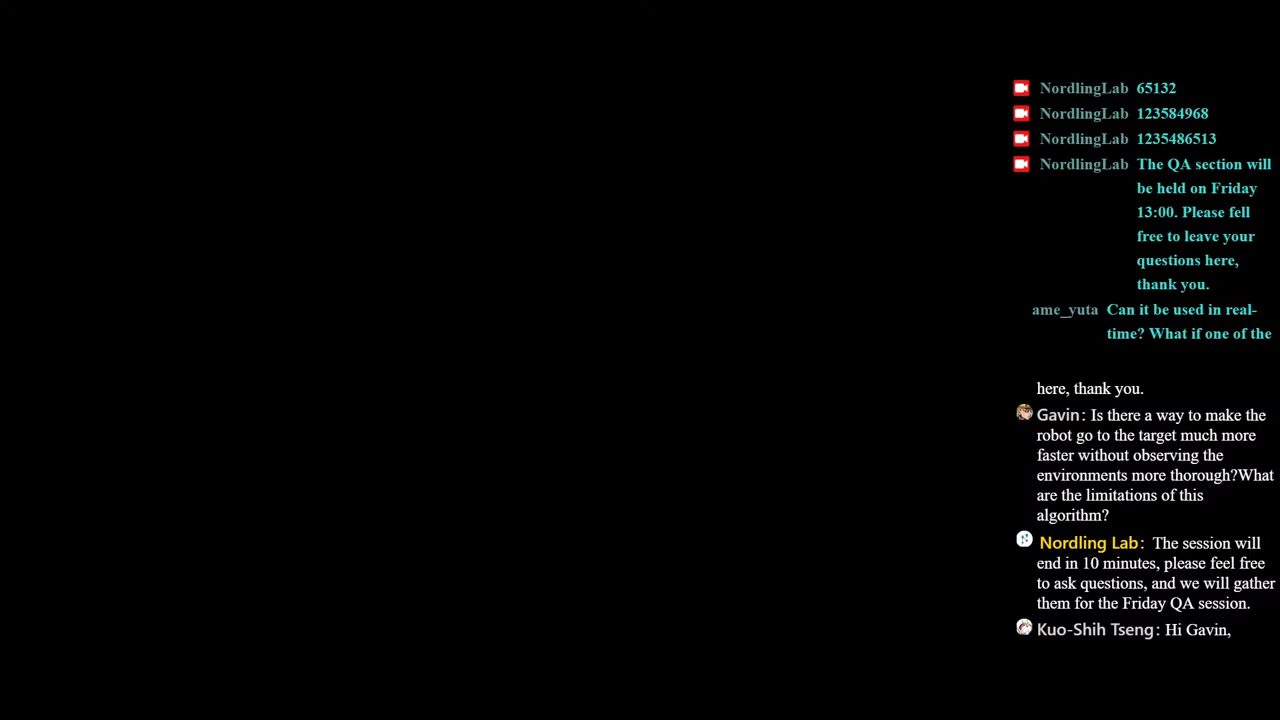 NordlingLab 65132
NordlingLab 123584968
NordlingLab 1235486513
NordlingLab The QA section will
be held on Friday
13:00. Please fell
free to leave your
questions here,
thank you.
ame_yuta Can it be used in real-
time? What if one of the
here, thank you.
Gavin: Is there a way to make the
robot go to the target much more
faster without observing the
environments more thorough?What
are the limitations of this
algorithm?
Nordling Lab: The session will
end in 10 minutes, please feel free
to ask questions, and we will gather
them for the Friday QA session.
Kuo-Shih Tseng: Hi Gavin,